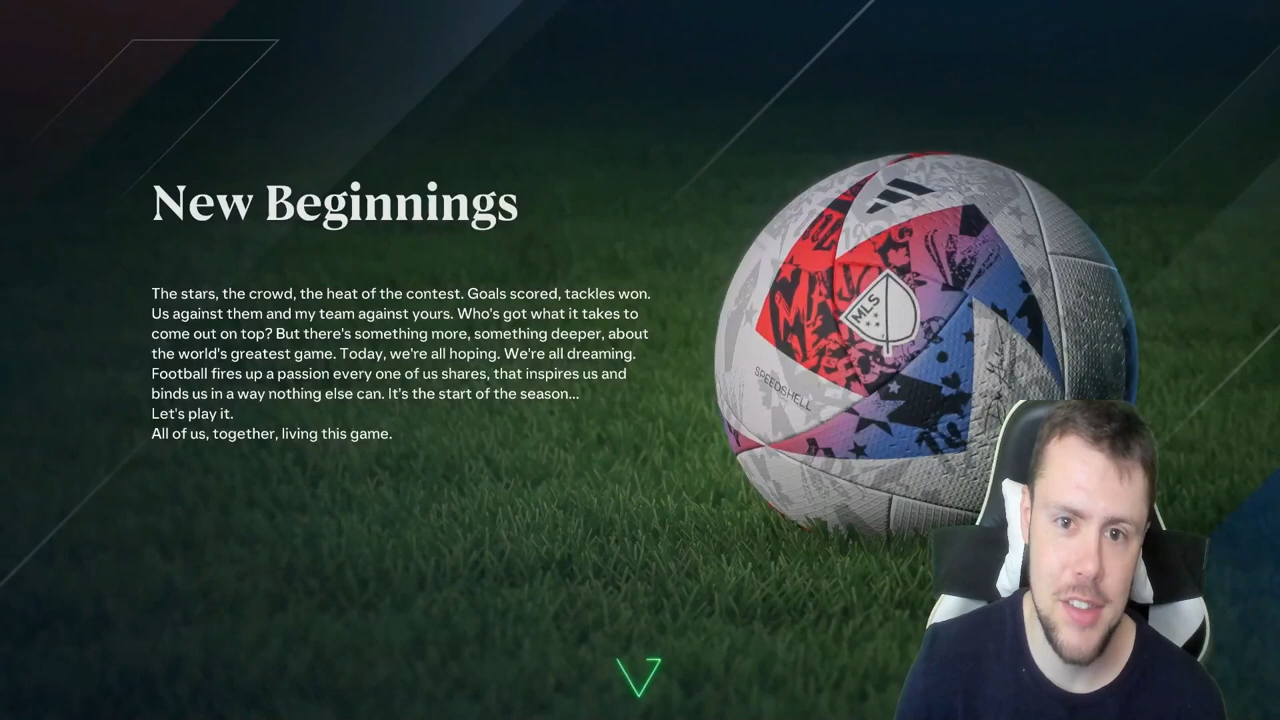 New Beginnings
The stars, the crowd, the heat of the contest. Goals scored, tackles won.
Us against them and my team against yours. Who's got what it takes to
come out on top? But there's something more, something deeper, about
the world's greatest game. Today, we're all hoping. We're all dreaming.
Football fires up a passion every one of us shares, that inspires us and
binds us in a way nothing else can. It's the start of the season...
Let's play it.
All of us, together, living this game.
MLS
SPEEDSHELL